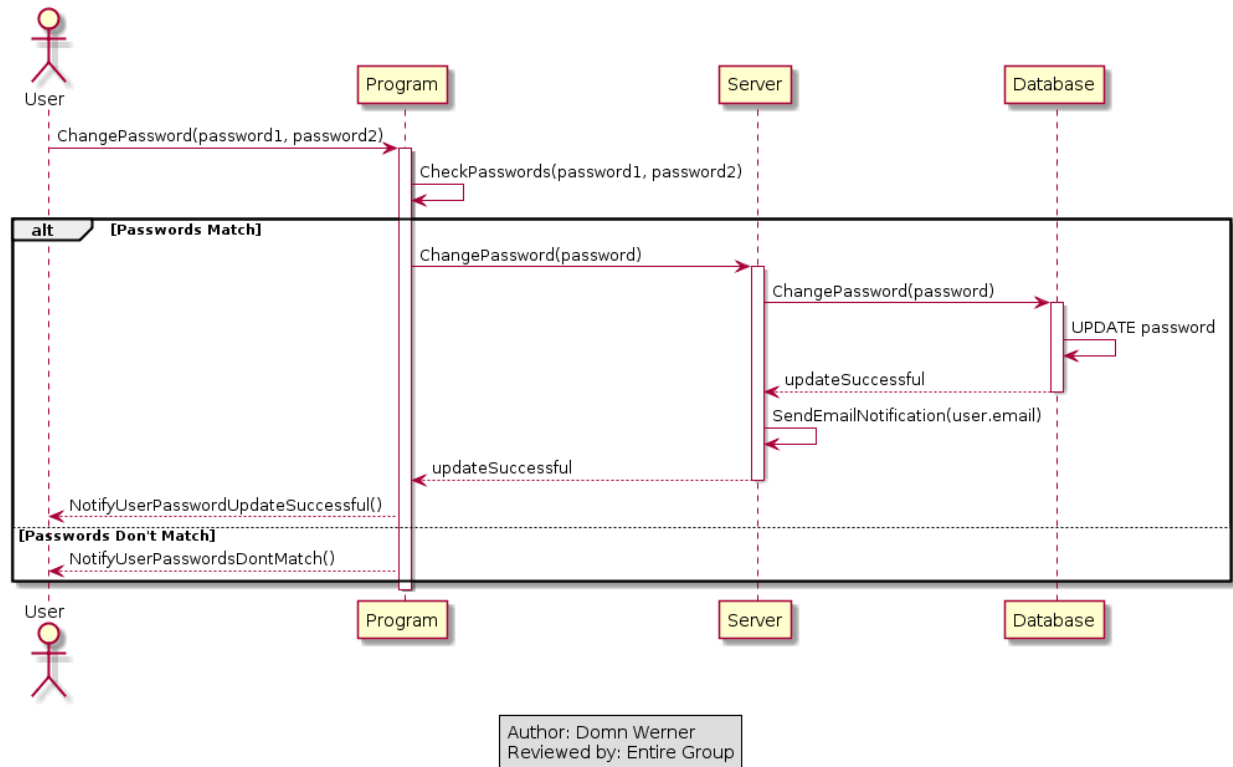 User
Program
Server
Database
ChangePassword(password1, password2)
CheckPasswords(password1, password2)
alt
[Passwords Match]
ChangePassword(password)
ChangePassword(password)
UPDATE password
updateSuccessful
SendEmailNotification(user.email)
updateSuccessful
NotifyUserPasswordUpdateSuccessful()
[Passwords Don't Match]
NotifyUserPasswordsDontMatch()
User
Program
Server
Database
Author: Domn Werner
Reviewed by: Entire Group